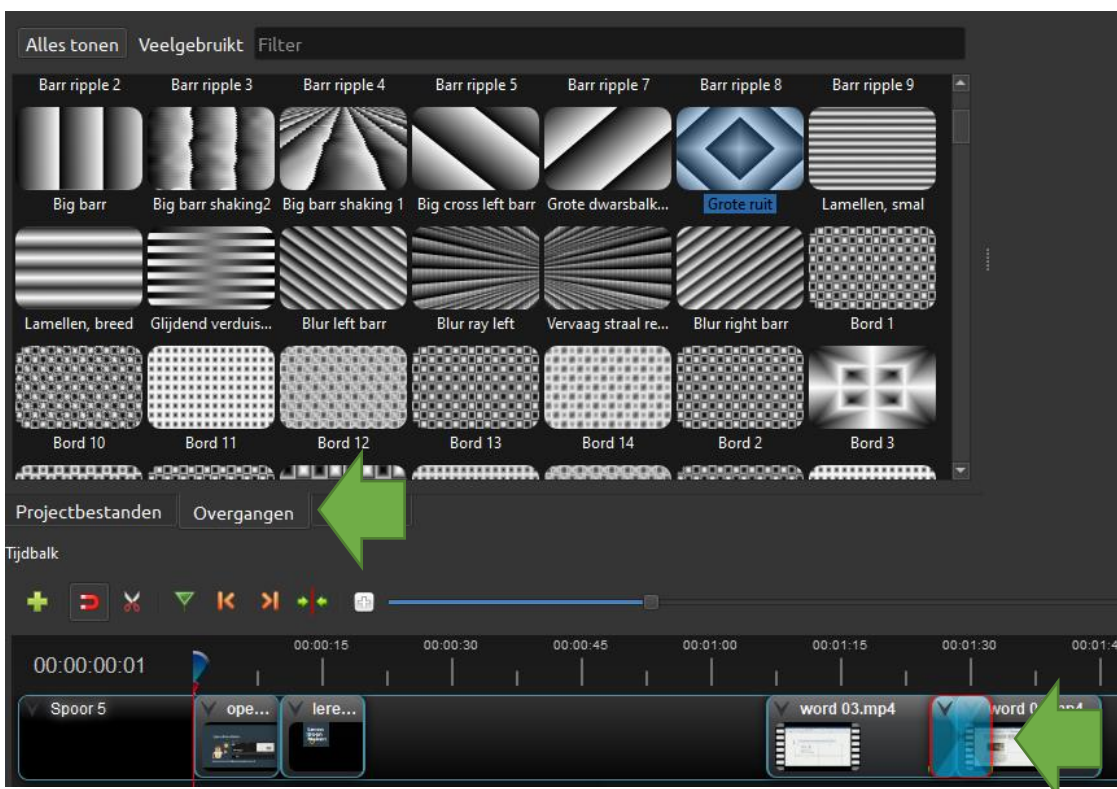 Alles tonen Veelgebruikt Filter
Barr ripple 2 Barr ripple 3 Barr ripple 4 Barr ripple 5 Barr ripple 7 Barr ripple 8 Barr ripple 9
Big barr Big barr shaking2 Big barr shaking 1 Big cross left barr Grote dwarsbalk... Grote ruit Lamellen, smal
Lamellen, breed Glijdend verduis... Blur left barr Blur ray left Vervaag straal re... Blur right barr Bord 1
Bord 10 Bord 11 Bord 12 Bord 13 Bord 14 Bord 2 Bord 3
Projectbestanden Overgangen
Tijdbalk
00:00:15 00:00:30 00:00:45 00:01:00 00:01:15 00:01:30 00:01:4
00:00:00:01
Spoor 5 ope... lere... word 03.mp4 word 0